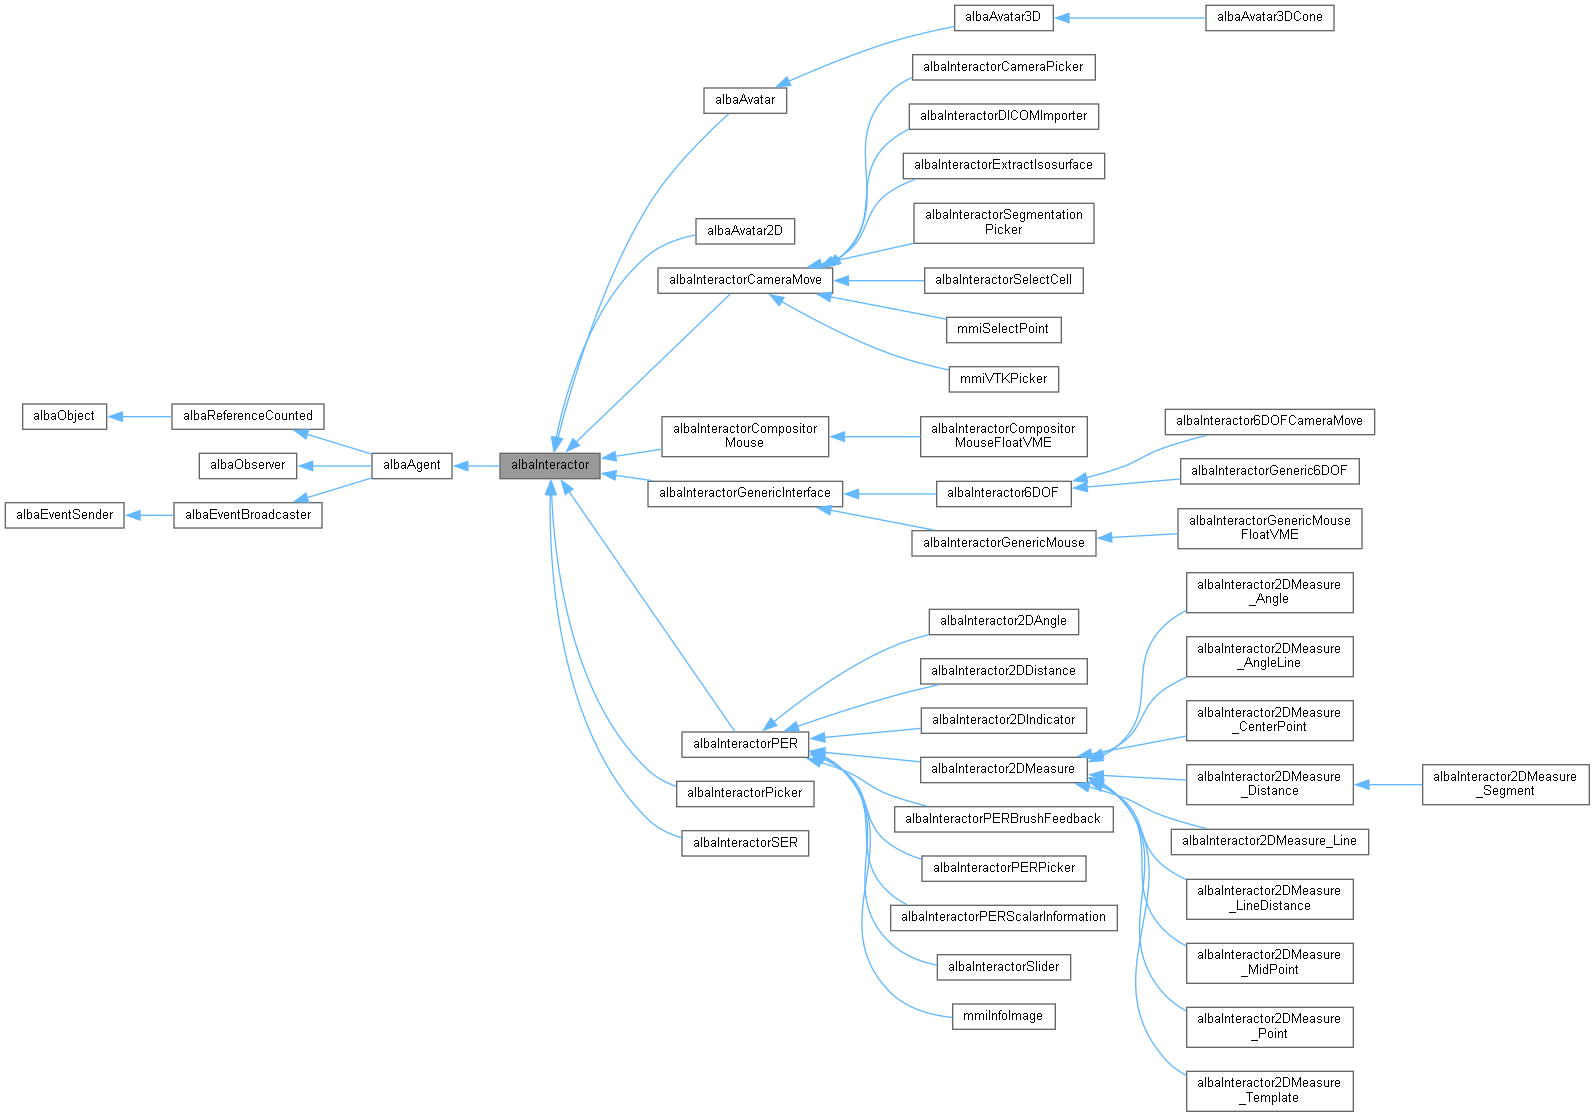 albaAvatar3D
albaAvatar3DCone
albaInteractorCameraPicker
albaAvatar
albaInteractorDICOMImporter
albaInteractorExtractIsosurface
albaInteractorSegmentation
Picker
albaAvatar2D
albaInteractorCameraMove
albaInteractorSelectCell
mmiSelectPoint
mmiVTKPicker
albaObject
albaReferenceCounted
albaObserver
albaAgent
albaEventSender
albaEventBroadcaster
albaInteractor
albaInteractorCompositor
Mouse
albaInteractorCompositor
MouseFloatVME
albaInteractor6DOFCameraMove
albaInteractorGenericInterface
albaInteractor6DOF
albaInteractorGeneric6DOF
albaInteractorGenericMouse
albaInteractorGenericMouse
FloatVME
albaInteractor2DMeasure
_Angle
albaInteractor2DAngle
albaInteractor2DMeasure
_AngleLine
albaInteractor2DDistance
albaInteractor2DIndicator
albaInteractor2DMeasure
_CenterPoint
albaInteractorPER
albaInteractor2DMeasure
albaInteractor2DMeasure
_Distance
albaInteractor2DMeasure
_Segment
albaInteractorPicker
albaInteractorPERBrushFeedback
albaInteractorSER
albaInteractor2DMeasure_Line
albaInteractorPERPicker
albaInteractor2DMeasure
_LineDistance
albaInteractorPERScalarInformation
albaInteractorSlider
albaInteractor2DMeasure
_MidPoint
mmiInfoImage
albaInteractor2DMeasure
_Point
albaInteractor2DMeasure
_Template